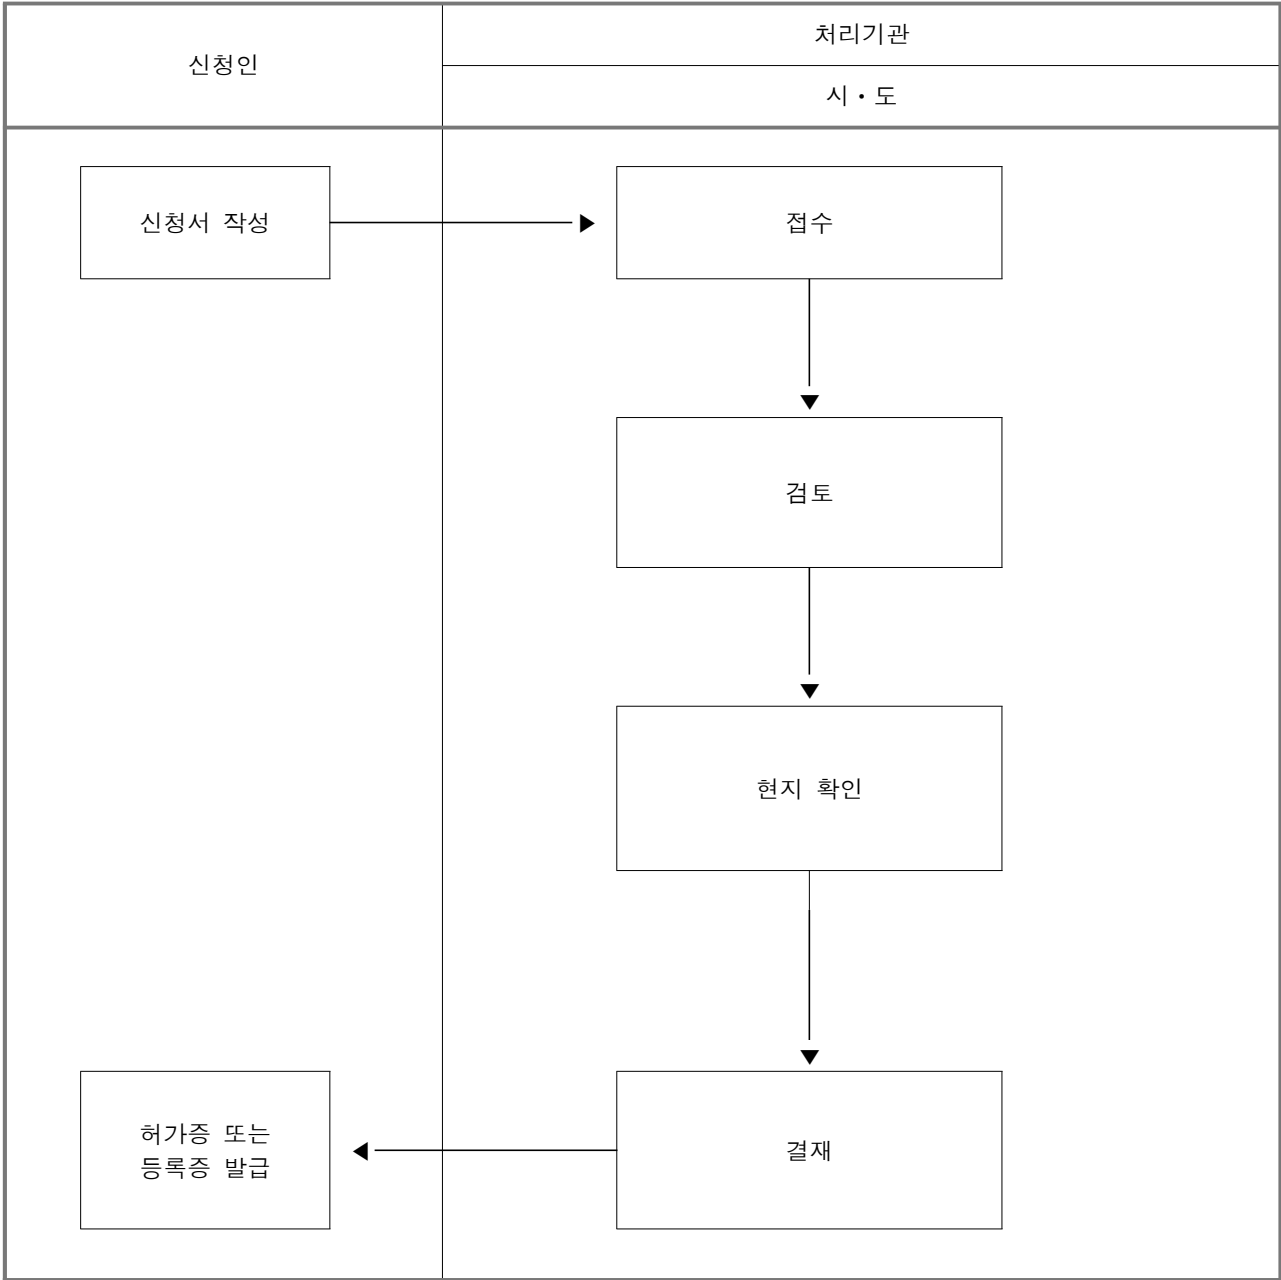 신청인
처리기관
시・도
신청서 작성
접수
검토
현지 확인
결재
허가증 또는
등록증 발급